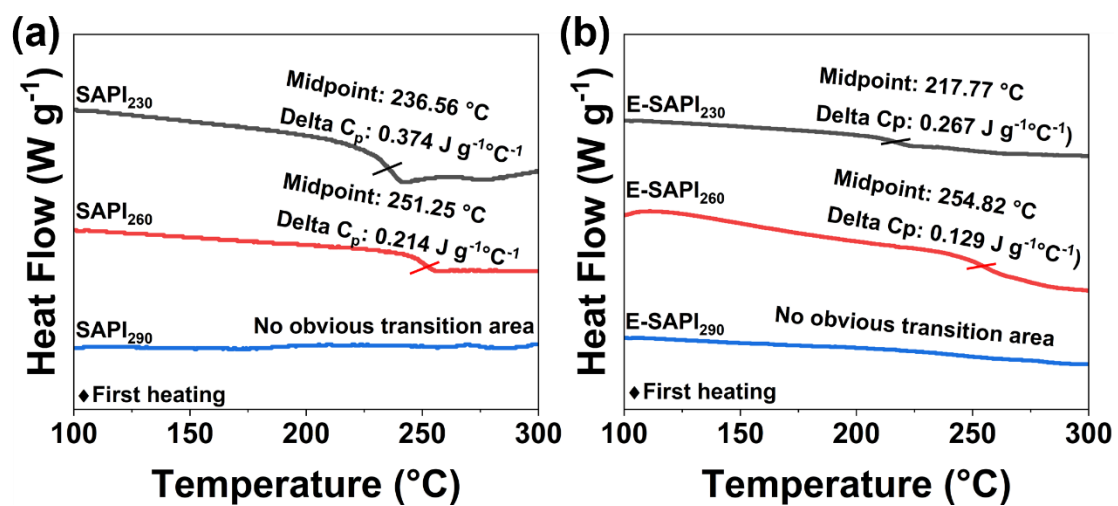 (a)
Heat Flow (W g⁻¹)
SAPI₂₃₀
Midpoint: 236.56 °C
Delta Cₚ: 0.374 J g⁻¹°C⁻¹
SAPI₂₆₀
Midpoint: 251.25 °C
Delta Cₚ: 0.214 J g⁻¹°C⁻¹
SAPI₂₉₀
No obvious transition area
♦First heating
100 150 200 250 300
Temperature (°C)
(b)
Heat Flow (W g⁻¹)
E-SAPI₂₃₀
Midpoint: 217.77 °C
Delta Cp: 0.267 J g⁻¹°C⁻¹)
E-SAPI₂₆₀
Midpoint: 254.82 °C
Delta Cp: 0.129 J g⁻¹°C⁻¹)
E-SAPI₂₉₀
No obvious transition area
♦First heating
100 150 200 250 300
Temperature (°C)